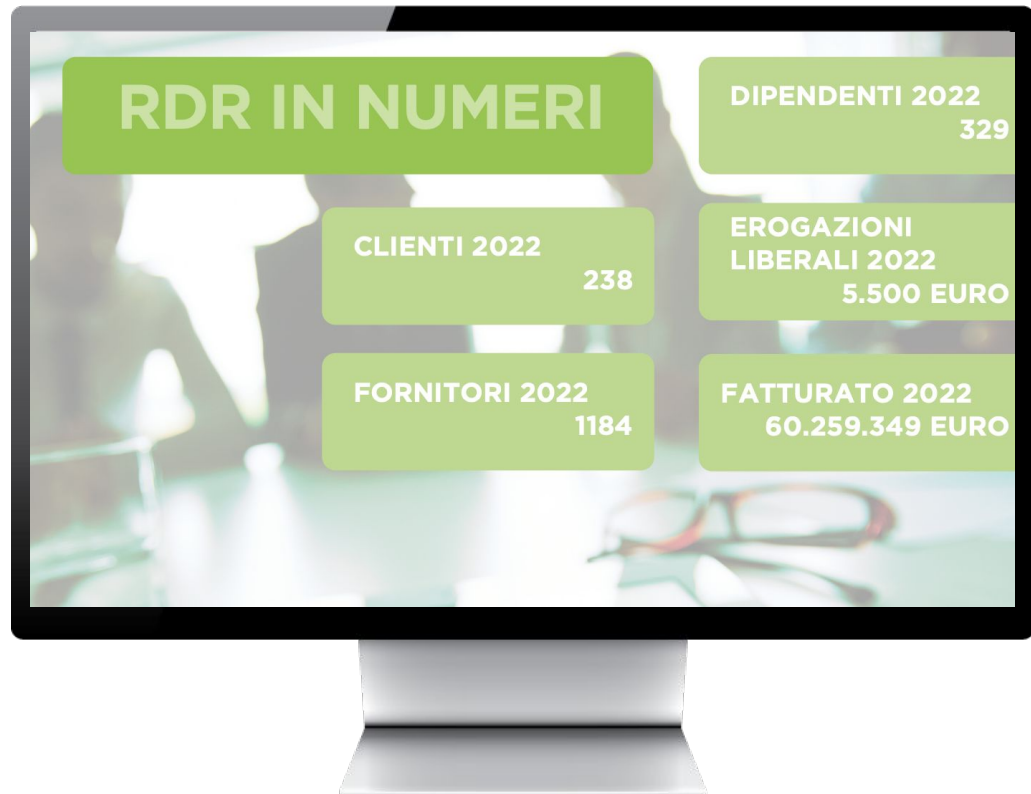 RDR IN NUMERI
DIPENDENTI 2022
329
CLIENTI 2022
238
EROGAZIONI
LIBERALI 2022
5.500 EURO
FORNITORI 2022
1184
FATTURATO 2022
60.259.349 EURO